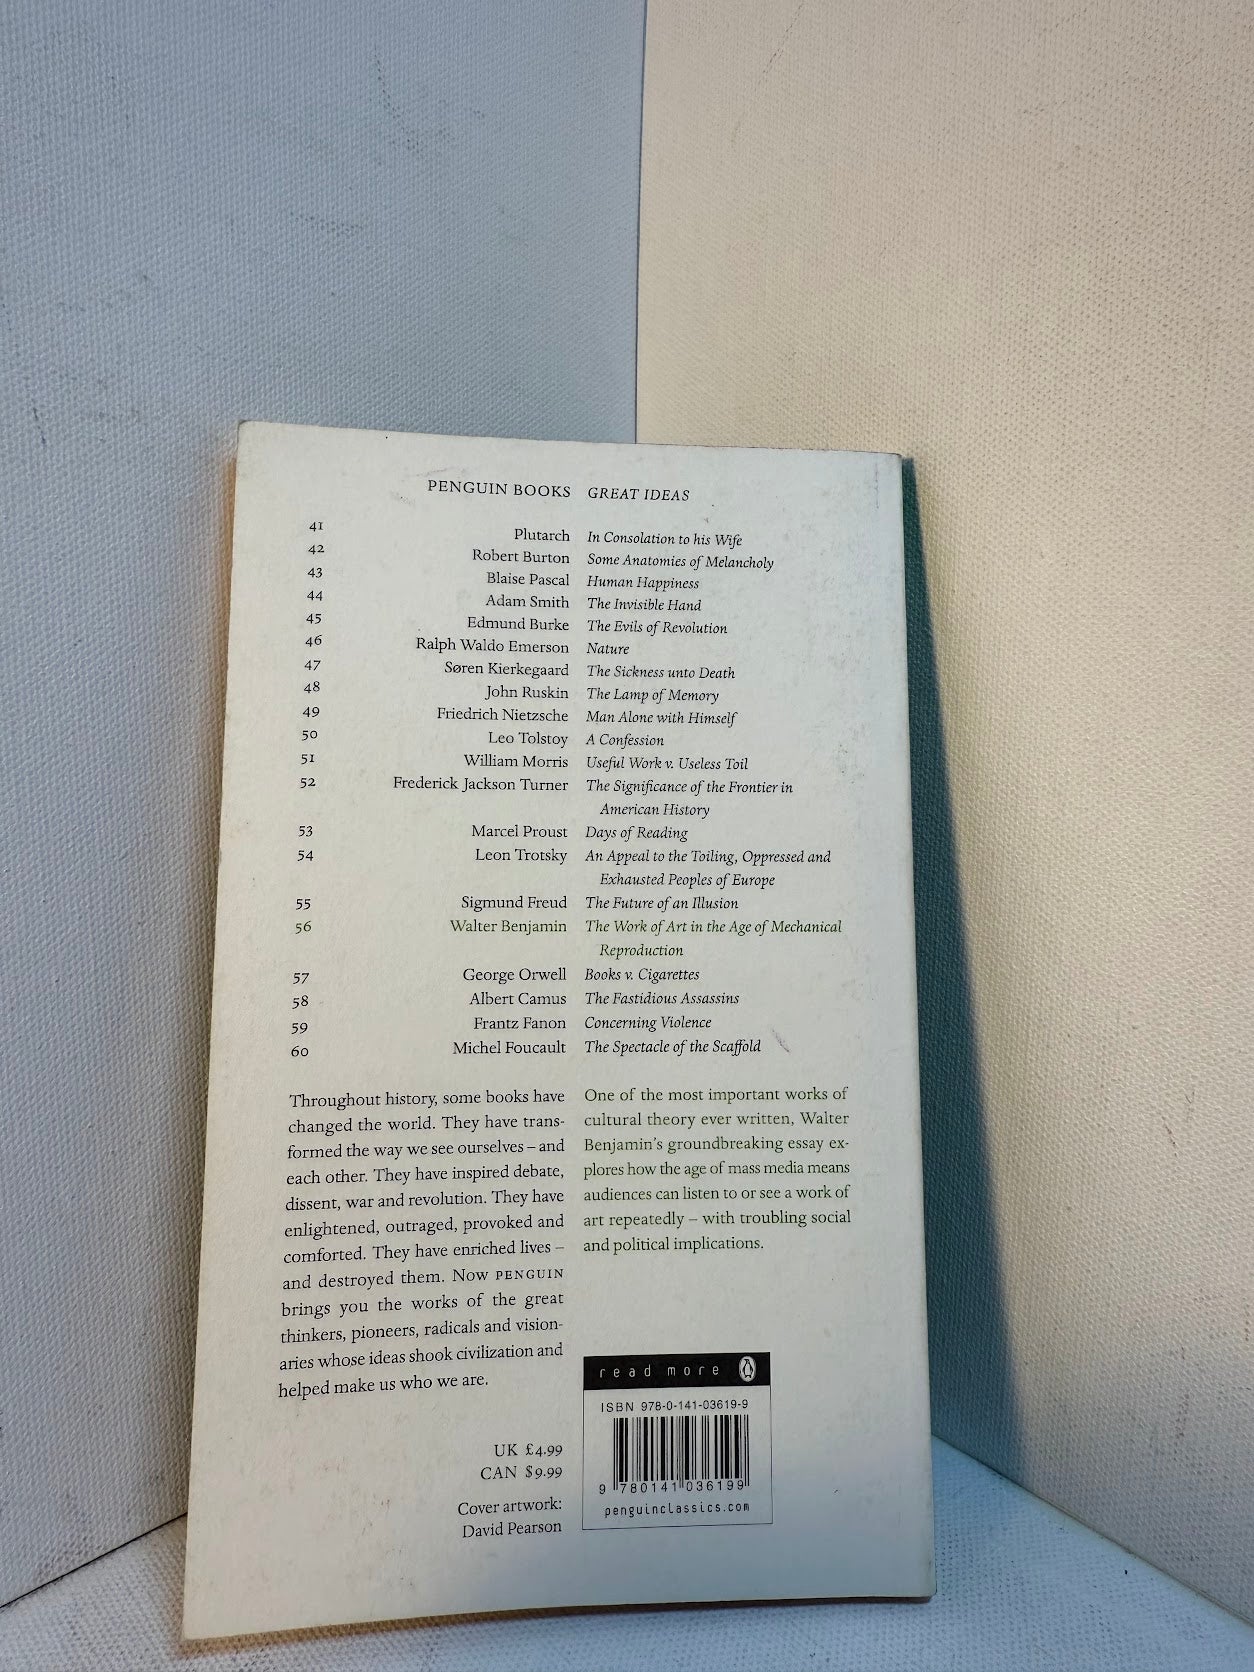 PENGUIN BOOKS GREAT IDEAS
41 Plutarch In Consolation to his Wife
42 Robert Burton Some Anatomies of Melancholy
43 Blaise Pascal Human Happiness
44 Adam Smith The Invisible Hand
45 Edmund Burke The Evils of Revolution
46 Ralph Waldo Emerson Nature
47 Søren Kierkegaard The Sickness unto Death
48 John Ruskin The Lamp of Memory
49 Friedrich Nietzsche Man Alone with Himself
50 Leo Tolstoy A Confession
51 William Morris Useful Work v. Useless Toil
52 Frederick Jackson Turner The Significance of the Frontier in
American History
53 Marcel Proust Days of Reading
54 Leon Trotsky An Appeal to the Toiling, Oppressed and
Exhausted Peoples of Europe
55 Sigmund Freud The Future of an Illusion
56 Walter Benjamin The Work of Art in the Age of Mechanical
Reproduction
57 George Orwell Books v. Cigarettes
58 Albert Camus The Fastidious Assassins
59 Frantz Fanon Concerning Violence
60 Michel Foucault The Spectacle of the Scaffold
Throughout history, some books have
changed the world. They have trans-
formed the way we see ourselves – and
each other. They have inspired debate,
dissent, war and revolution. They have
enlightened, outraged, provoked and
comforted. They have enriched lives –
and destroyed them. Now PENGUIN
brings you the works of the great
thinkers, pioneers, radicals and vision-
aries whose ideas shook civilization and
helped make us who we are.
One of the most important works of
cultural theory ever written, Walter
Benjamin's groundbreaking essay ex-
plores how the age of mass media means
audiences can listen to or see a work of
art repeatedly – with troubling social
and political implications.
UK £4.99
CAN $9.99
Cover artwork:
David Pearson
read more
ISBN 978-0-141-03619-9
9 780141 036199
penguinclassics.com